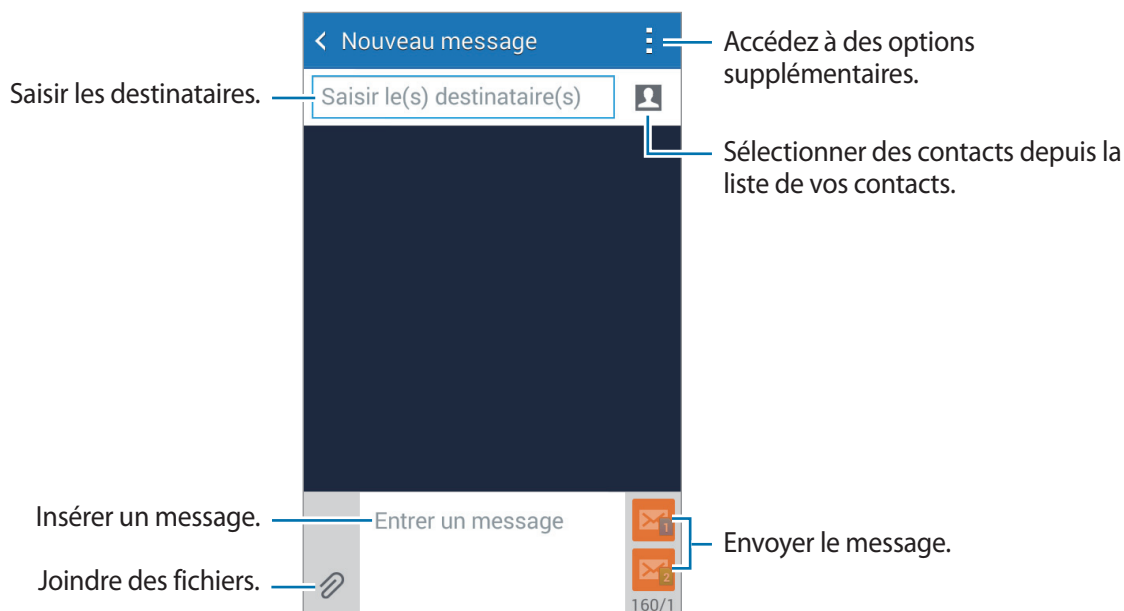 Nouveau message
Accédez à des options
supplémentaires.
Saisir les destinataires.
Saisir le(s) destinataire(s)
Sélectionner des contacts depuis la
liste de vos contacts.
Insérer un message.
Entrer un message
1
Envoyer le message.
Joindre des fichiers.
2
160/1